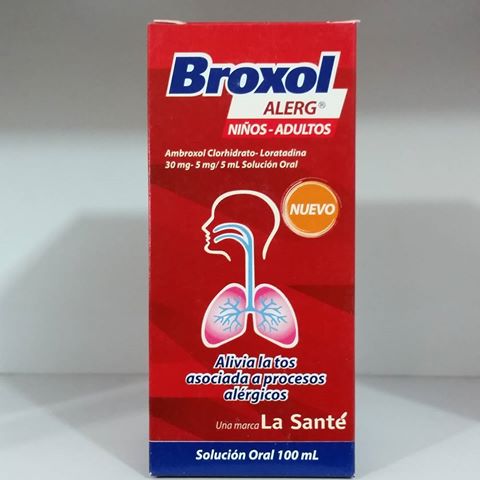 Broxol
ALERG®
NIÑOS - ADULTOS
Ambroxol Clorhidrato- Loratadina
30 mg- 5 mg/ 5 mL Solución Oral
NUEVO
Alivia la tos
asociada a procesos
alérgicos
Una marca La Santé
Solución Oral 100 mL